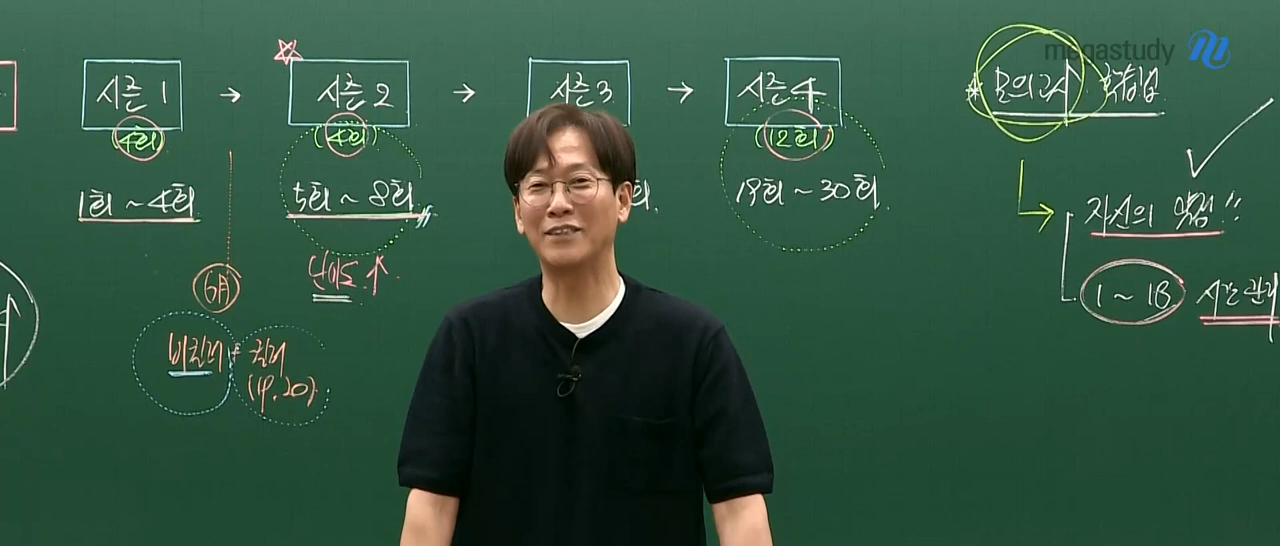 megastudy
시즌 1 → 시즌 2 → 시즌 3 → 시즌 4
(4회) (4회) (12회)
1회 ~ 4회 5회 ~ 8회 회. 19회 ~ 30회
* 모의고사 학습법
자신의 약점!!
1 ~ 18 시간관리
난이도 ↑
6月
비킬러 + 킬러
(19, 20)